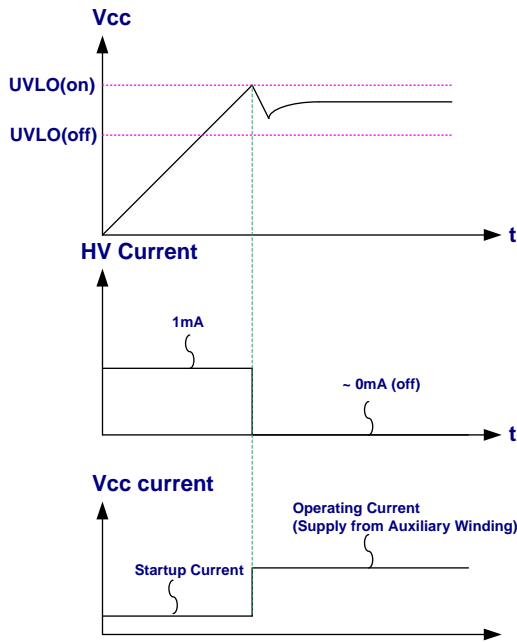 Vcc
UVLO(on)
UVLO(off)
t
HV Current
1mA
~ 0mA (off)
t
Vcc current
Operating Current
(Supply from Auxiliary Winding)
Startup Current